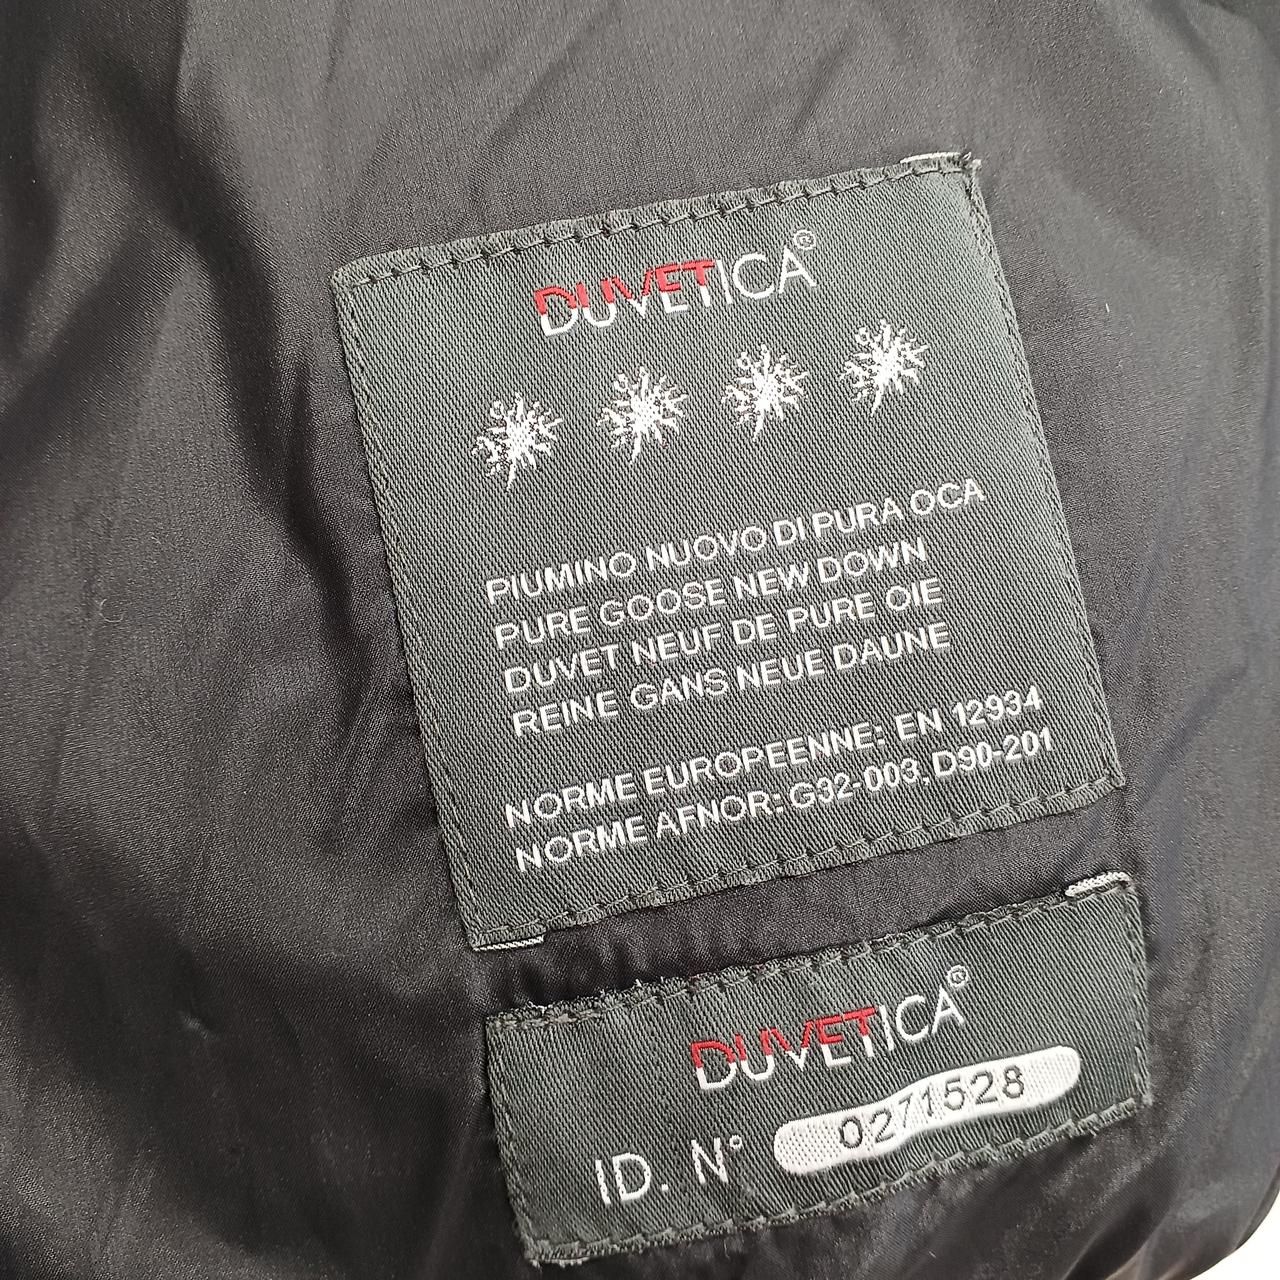 DUVETICA®
PIUMINO NUOVO DI PURA OCA
PURE GOOSE NEW DOWN
DUVET NEUF DE PURE OIE
REINE GANS NEUE DAUNE
NORME EUROPEENNE: EN 12934
NORME AFNOR: G32-003, D90-201
DUVETICA®
ID. N° 0271528